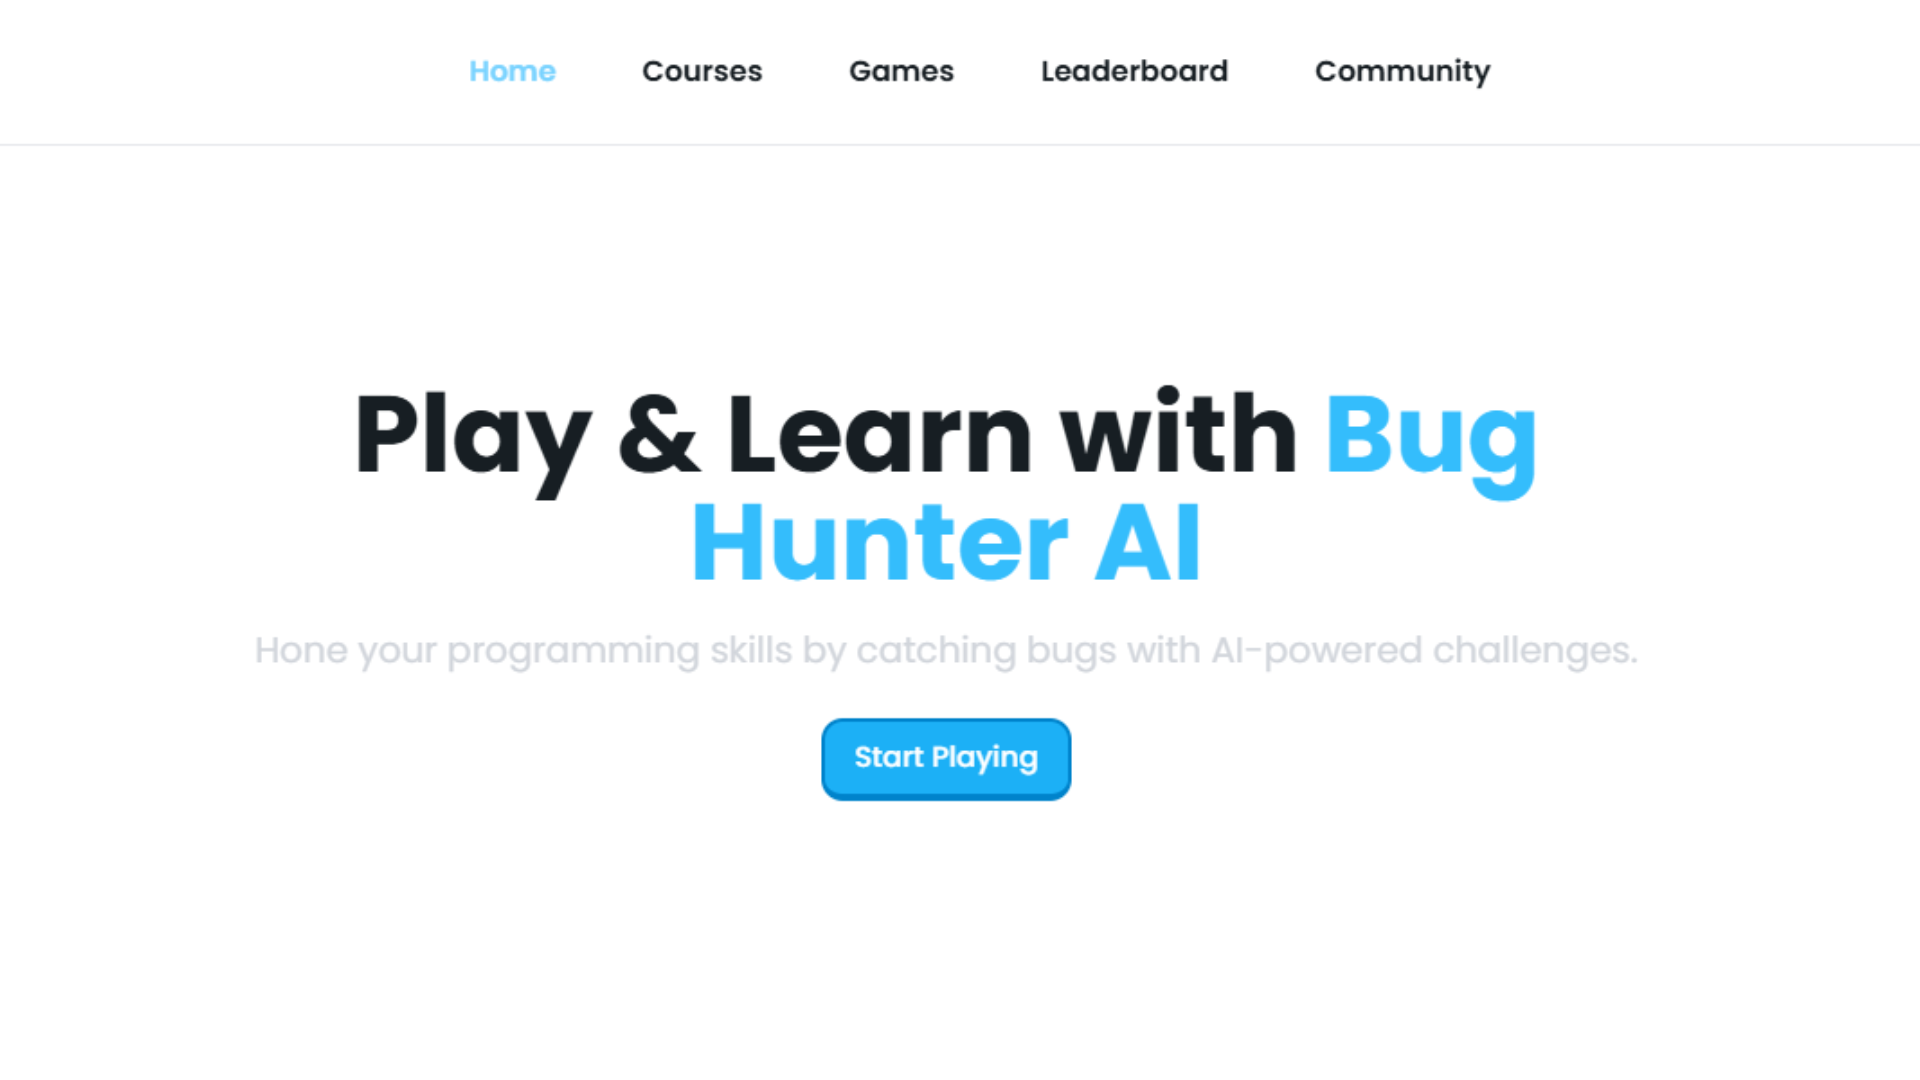 Home Courses Games Leaderboard Community
Play & Learn with Bug
Hunter AI
Hone your programming skills by catching bugs with AI-powered challenges.
Start Playing